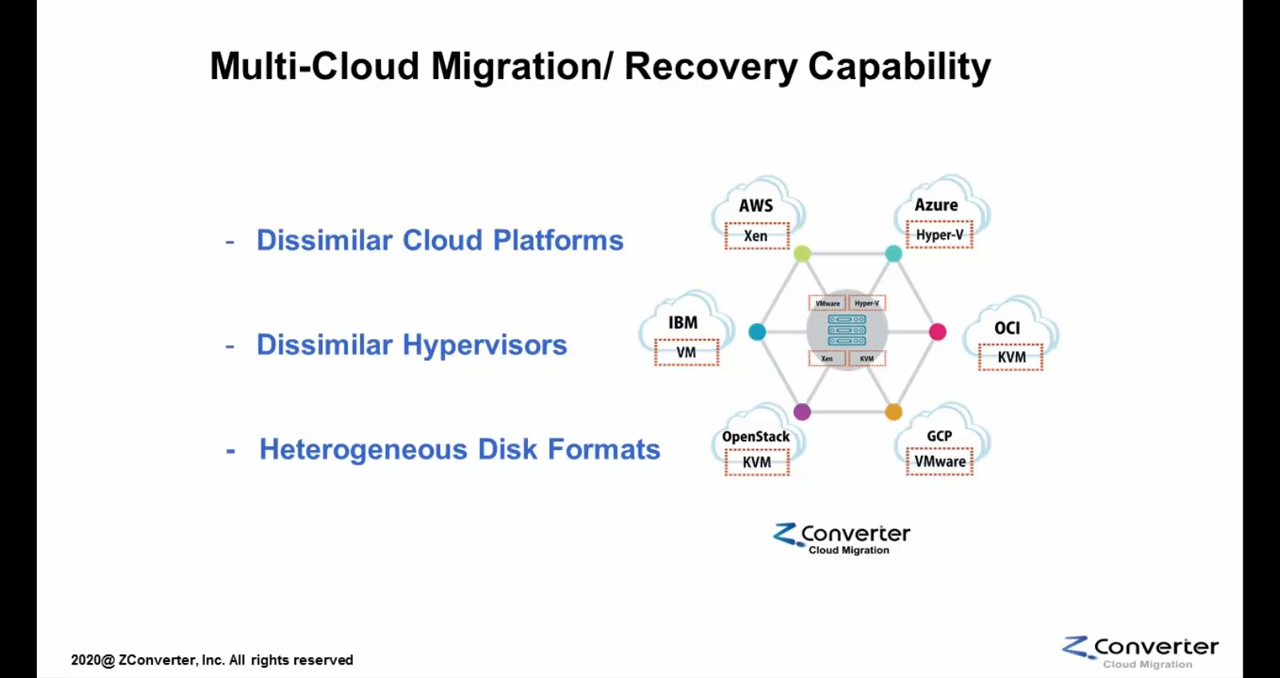 Multi-Cloud Migration/ Recovery Capability
- Dissimilar Cloud Platforms
- Dissimilar Hypervisors
- Heterogeneous Disk Formats
AWS
Xen
Azure
Hyper-V
IBM
VM
VMware
Hyper-V
Xen
KVM
OCI
KVM
OpenStack
KVM
GCP
VMware
ZConverter
Cloud Migration
2020@ ZConverter, Inc. All rights reserved
ZConverter
Cloud Migration